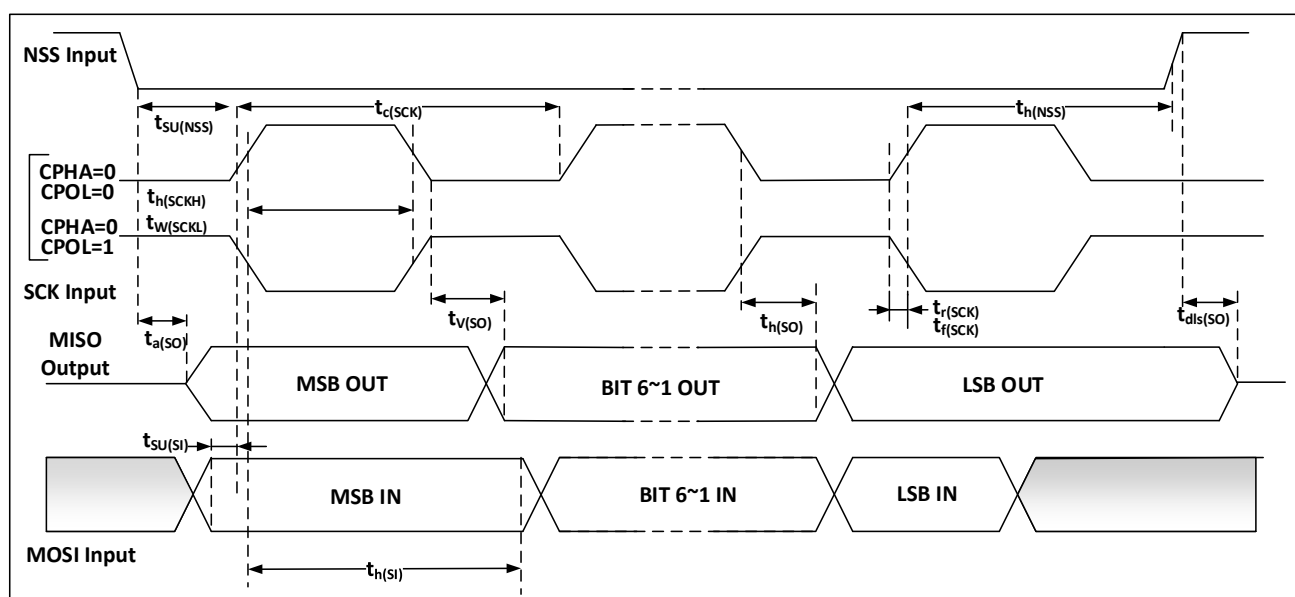 NSS Input
tSU(NSS)
tc(SCK)
th(NSS)
CPHA=0
CPOL=0
th(SCKH)
CPHA=0
tW(SCKL)
CPOL=1
SCK Input
ta(SO)
tV(SO)
th(SO)
tr(SCK)
tf(SCK)
tdIs(SO)
MISO
Output
MSB OUT
BIT 6~1 OUT
LSB OUT
tSU(SI)
MSB IN
BIT 6~1 IN
LSB IN
MOSI Input
th(SI)